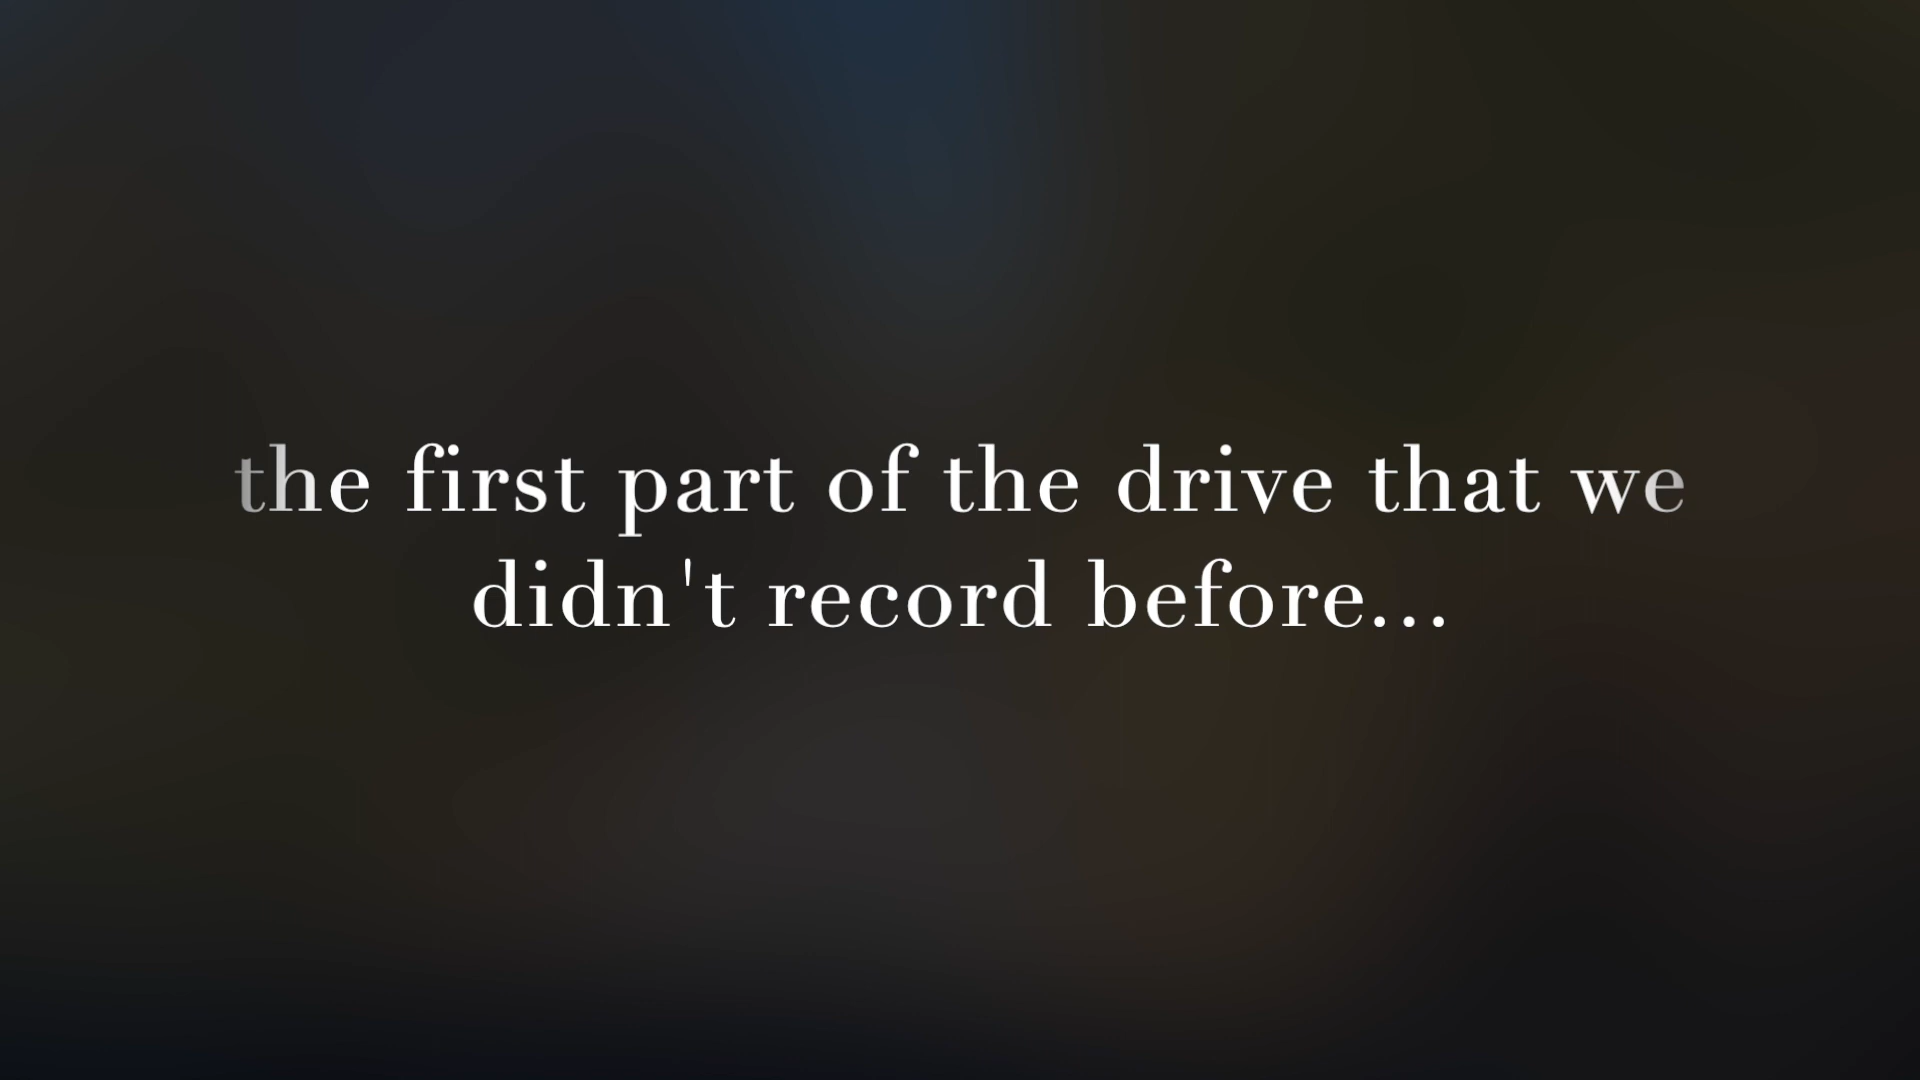 the first part of the drive that we
didn't record before...